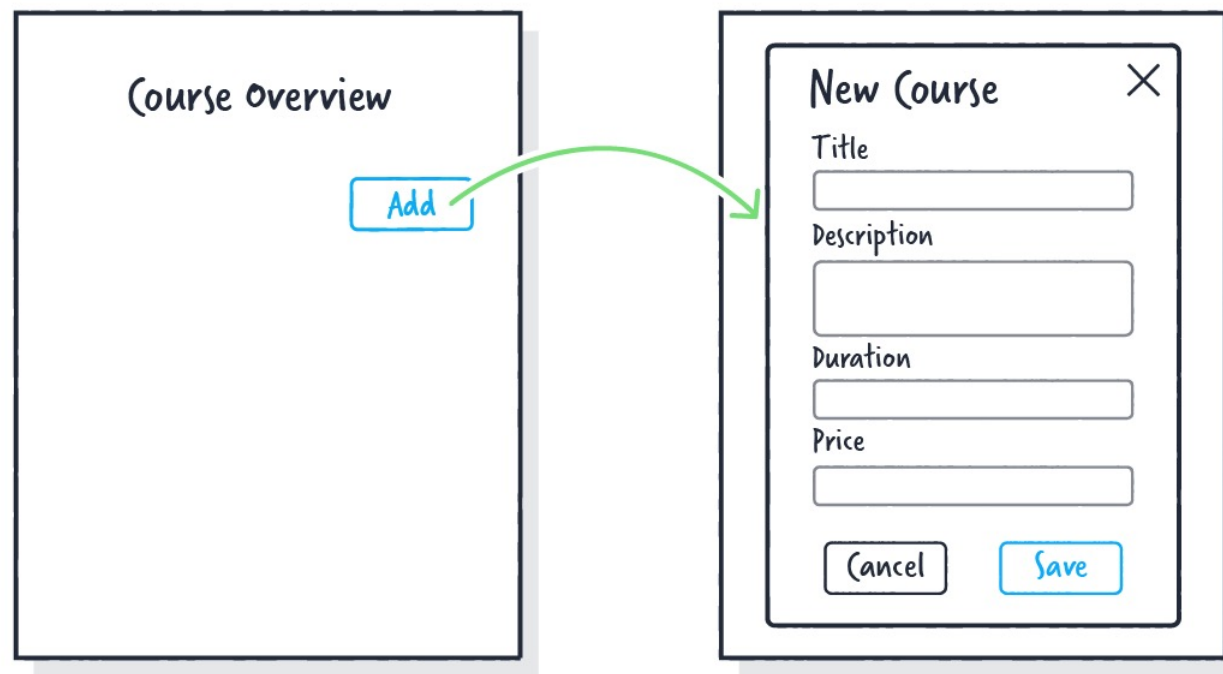 Course Overview
Add
New Course
Title
Description
Duration
Price
Cancel
Save